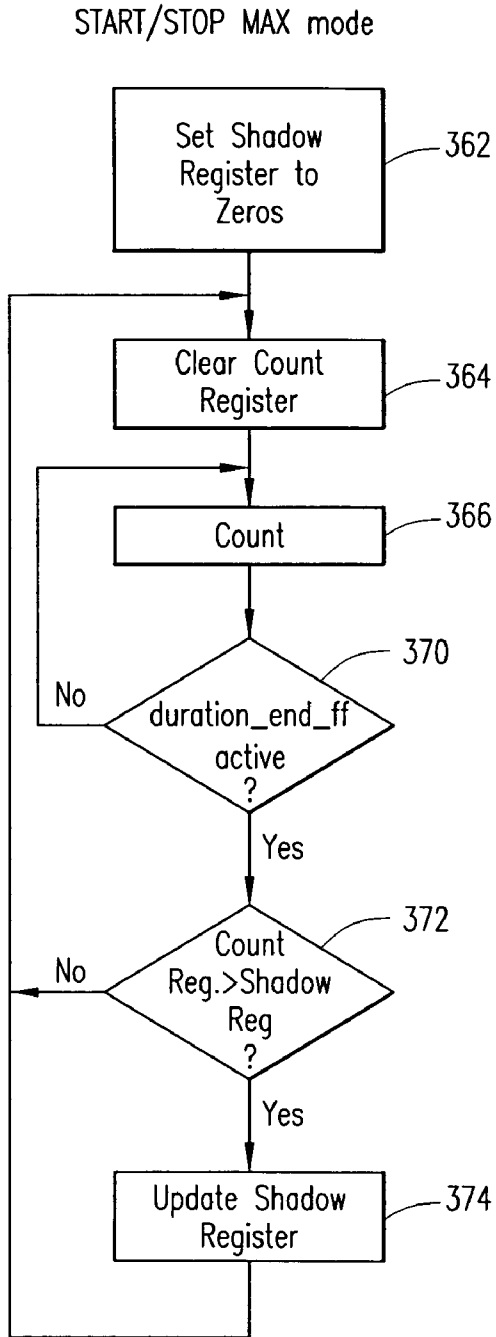 START/STOP MAX mode
Set Shadow
Register to
Zeros
362
Clear Count
Register
364
Count
366
370
No
duration_end_ff
active
?
Yes
372
No
Count
Reg.>Shadow
Reg
?
Yes
Update Shadow
Register
374